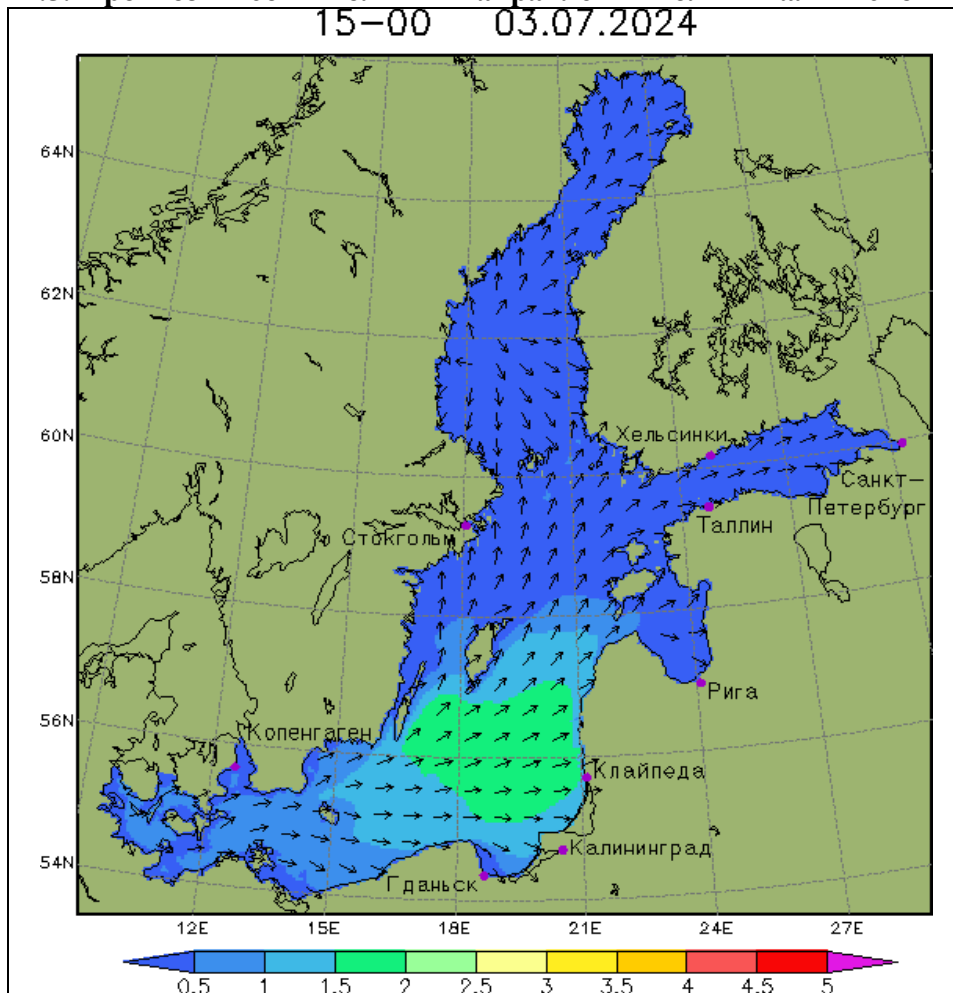 15-00 03.07.2024
64N
62N
60N
58N
56N
54N
Хельсинки
Санкт-
Петербург
Таллин
Стокгольм
Рига
Копенгаген
Клайпеда
Калининград
Гданьск
12E 15E 18E 21E 24E 27E
0.5 1 1.5 2 2.5 3 3.5 4 4.5 5